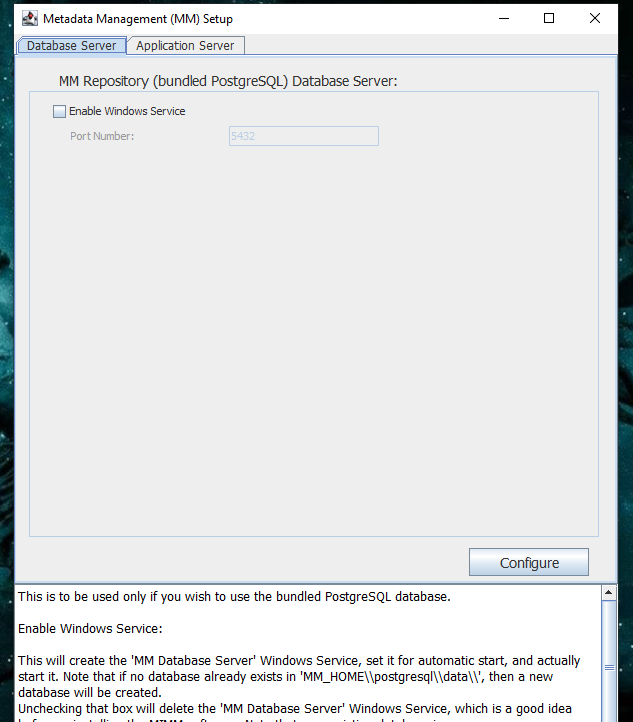 Metadata Management (MM) Setup
Database Server
Application Server
MM Repository (bundled PostgreSQL) Database Server:
Enable Windows Service
Port Number:
5432
Configure
This is to be used only if you wish to use the bundled PostgreSQL database.
Enable Windows Service:
This will create the 'MM Database Server' Windows Service, set it for automatic start, and actually
start it. Note that if no database already exists in 'MM_HOME\\postgresql\\data\\', then a new
database will be created.
Unchecking that box will delete the 'MM Database Server' Windows Service, which is a good idea